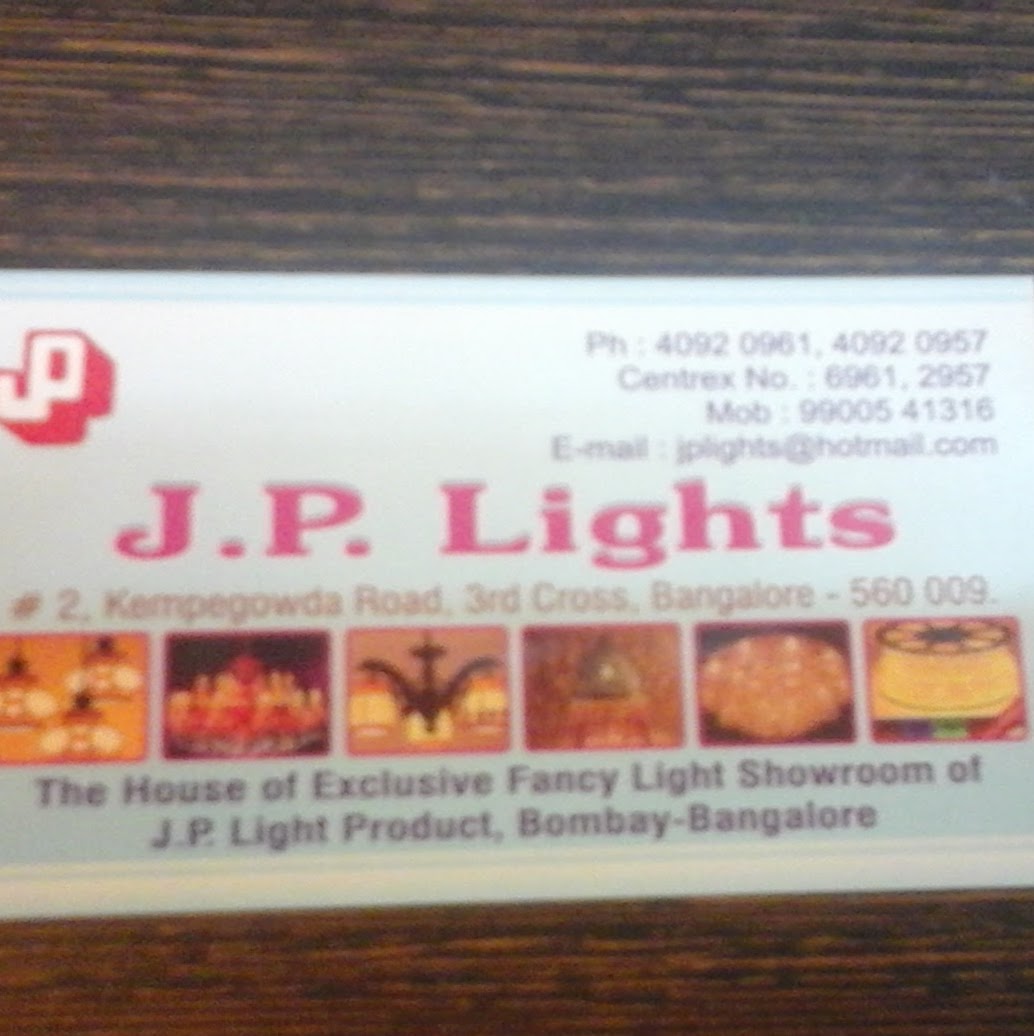 JP
Ph : 4092 0961, 4092 0957
Centrex No. : 6961, 2957
Mob : 99005 41316
E-mail : jplights@hotmail.com
J.P. Lights
# 2, Kempegowda Road, 3rd Cross, Bangalore - 560 009.
The House of Exclusive Fancy Light Showroom of
J.P. Light Product, Bombay-Bangalore